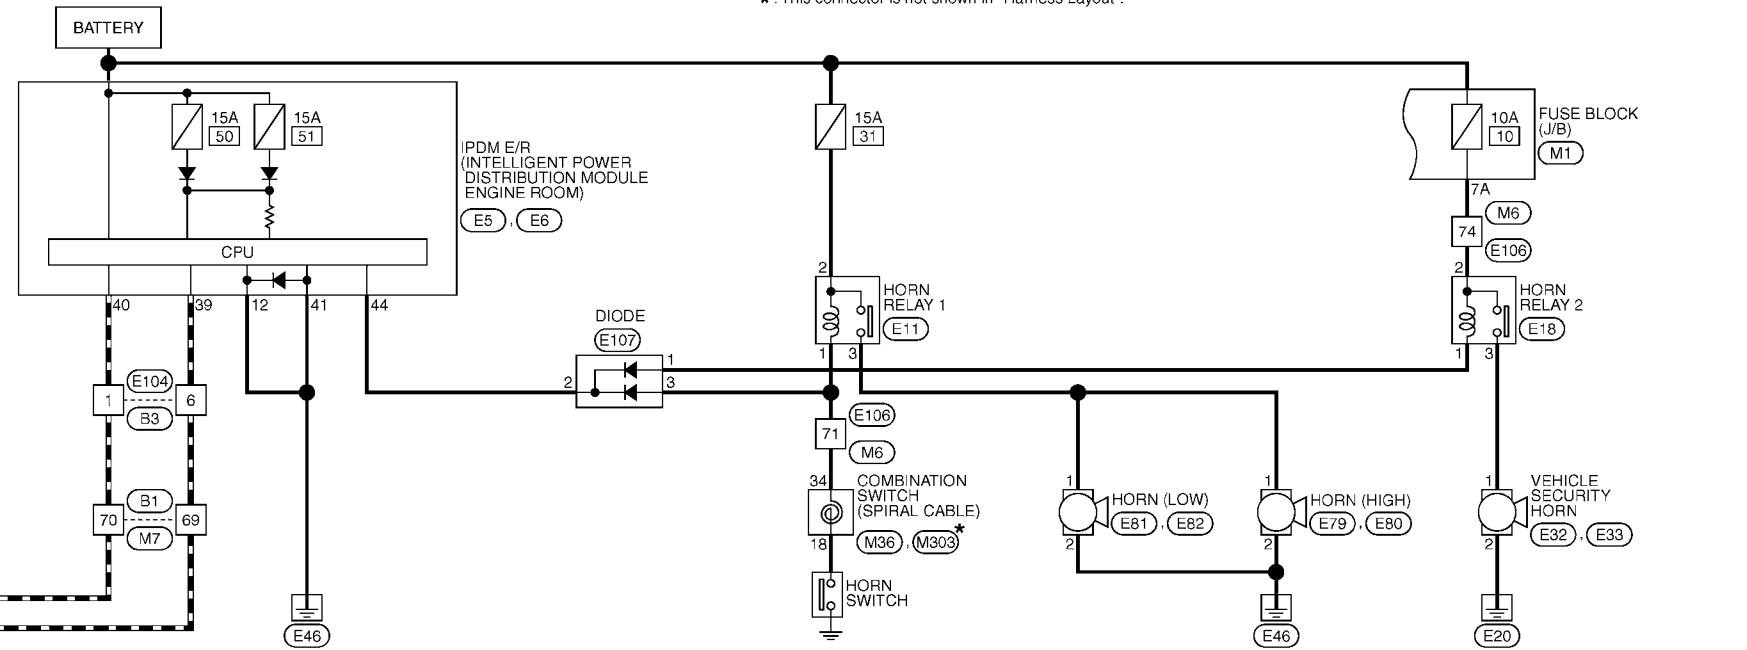 * : This connector is not shown in "Harness Layout".
BATTERY
15A
50
15A
51
IPDM E/R
(INTELLIGENT POWER
DISTRIBUTION MODULE
ENGINE ROOM)
E5 , E6
CPU
40
39
12
41
44
E104
1
6
B3
B1
70
69
M7
E46
DIODE
E107
2
1
3
15A
31
2
HORN
RELAY 1
E11
1
3
E106
71
M6
34
COMBINATION
SWITCH
(SPIRAL CABLE)
M36 , M303*
18
HORN
SWITCH
1
HORN (LOW)
E81 , E82
2
1
HORN (HIGH)
E79 , E80
2
E46
10A
10
FUSE BLOCK
(J/B)
M1
7A
M6
74
E106
2
HORN
RELAY 2
E18
1
3
1
VEHICLE
SECURITY
HORN
E32 , E33
2
E20